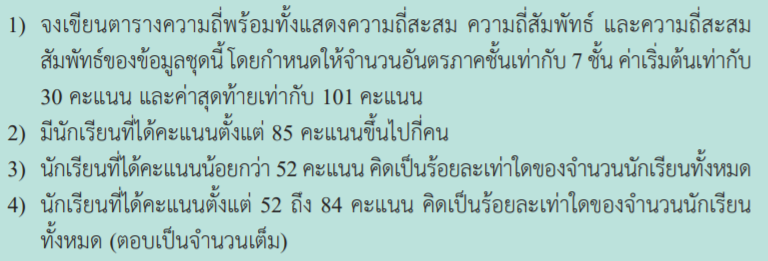 1) จงเขียนตารางความถี่พร้อมทั้งแสดงความถี่สะสม ความถี่สัมพัทธ์ และความถี่สะสม
สัมพัทธ์ของข้อมูลชุดนี้ โดยกำหนดให้จำนวนอันตรภาคชั้นเท่ากับ 7 ชั้น ค่าเริ่มต้นเท่ากับ
30 คะแนน และค่าสุดท้ายเท่ากับ 101 คะแนน
2) มีนักเรียนที่ได้คะแนนตั้งแต่ 85 คะแนนขึ้นไปกี่คน
3) นักเรียนที่ได้คะแนนน้อยกว่า 52 คะแนน คิดเป็นร้อยละเท่าใดของจำนวนนักเรียนทั้งหมด
4) นักเรียนที่ได้คะแนนตั้งแต่ 52 ถึง 84 คะแนน คิดเป็นร้อยละเท่าใดของจำนวนนักเรียน
ทั้งหมด (ตอบเป็นจำนวนเต็ม)